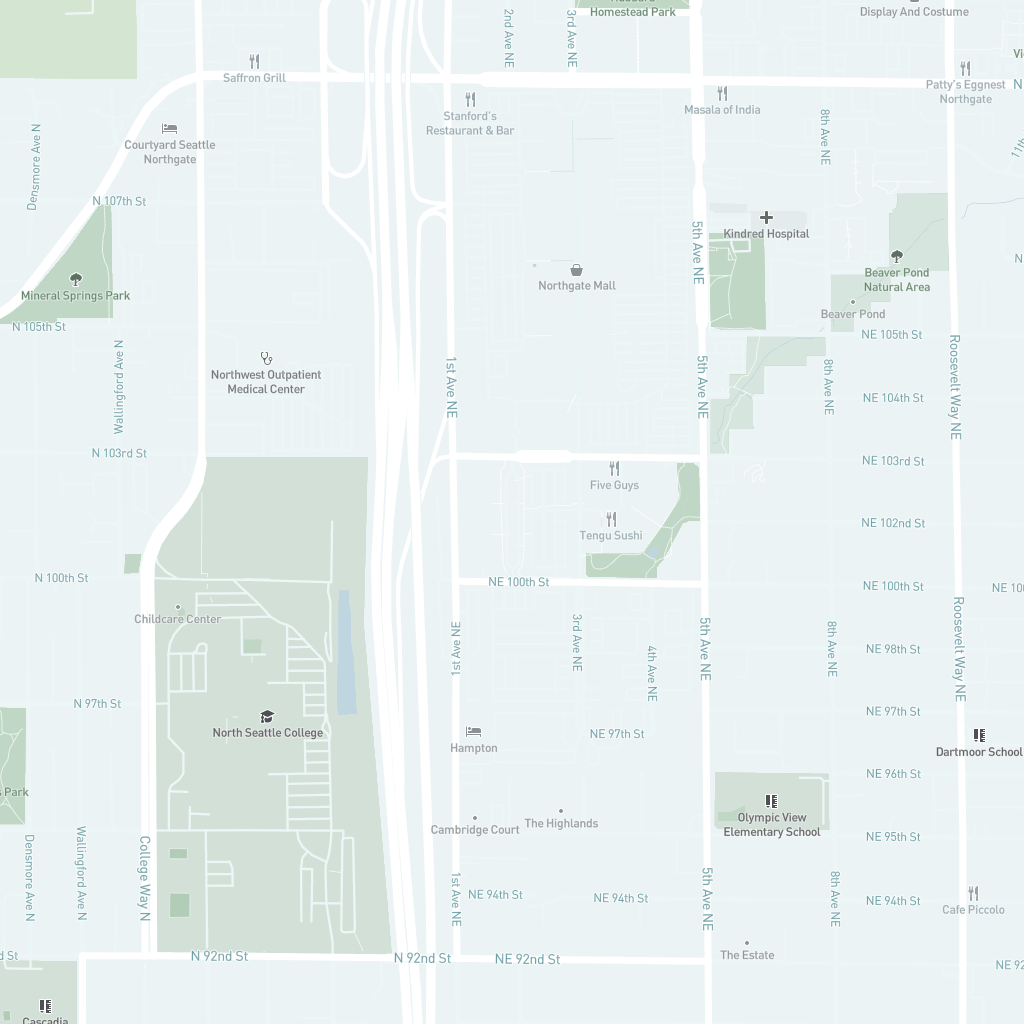 Homestead Park
2nd Ave NE
3rd Ave NE
Display And Costume
Saffron Grill
Patty's Eggnest
Northgate
N
Vi
Stanford's
Restaurant & Bar
Masala of India
8th Ave NE
11th
Densmore Ave N
Courtyard Seattle
Northgate
N 107th St
Kindred Hospital
5th Ave NE
Beaver Pond
Natural Area
Mineral Springs Park
Northgate Mall
Beaver Pond
N 105th St
NE 105th St
Wallingford Ave N
Northwest Outpatient
Medical Center
1st Ave NE
5th Ave NE
8th Ave NE
Roosevelt Way NE
NE 104th St
N 103rd St
NE 103rd St
Five Guys
NE 102nd St
Tengu Sushi
N 100th St
NE 100th St
NE 100th St
NE 100
Childcare Center
1st Ave NE
3rd Ave NE
4th Ave NE
5th Ave NE
8th Ave NE
Roosevelt Way NE
NE 98th St
N 97th St
NE 97th St
North Seattle College
NE 97th St
Hampton
Dartmoor School
NE 96th St
s Park
Cambridge Court
The Highlands
Olympic View
Elementary School
NE 95th St
Densmore Ave N
Wallingford Ave N
College Way N
1st Ave NE
NE 94th St
NE 94th St
5th Ave NE
8th Ave NE
NE 94th St
Cafe Piccolo
d St
N 92nd St
N 92nd St
NE 92nd St
The Estate
NE 92
Cascadia